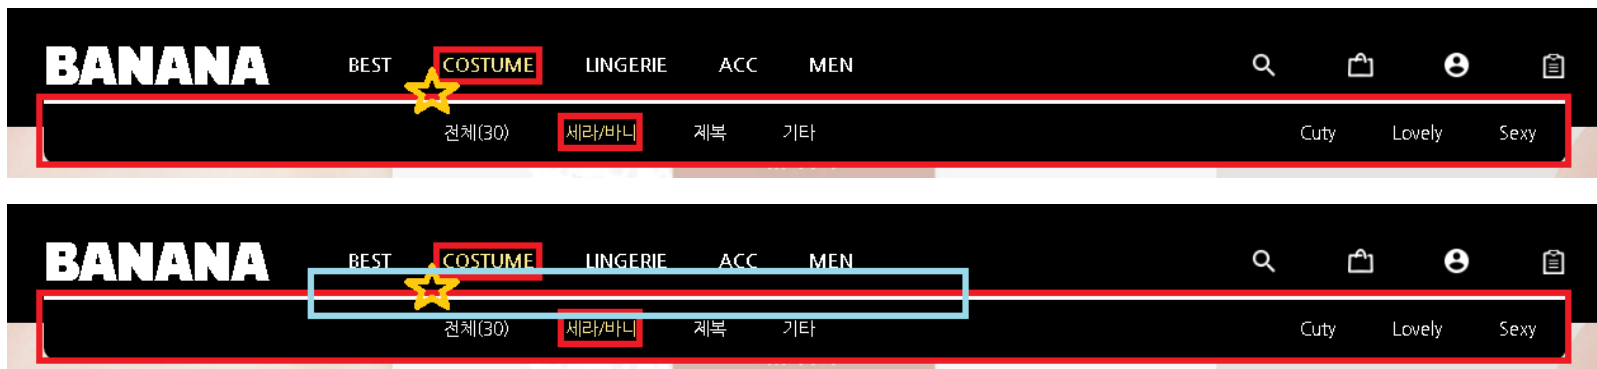 BANANA BEST COSTUME LINGERIE ACC MEN
전체(30) 세라/바니 제복 기타 Cuty Lovely Sexy
BANANA BEST COSTUME LINGERIE ACC MEN
전체(30) 세라/바니 제복 기타 Cuty Lovely Sexy